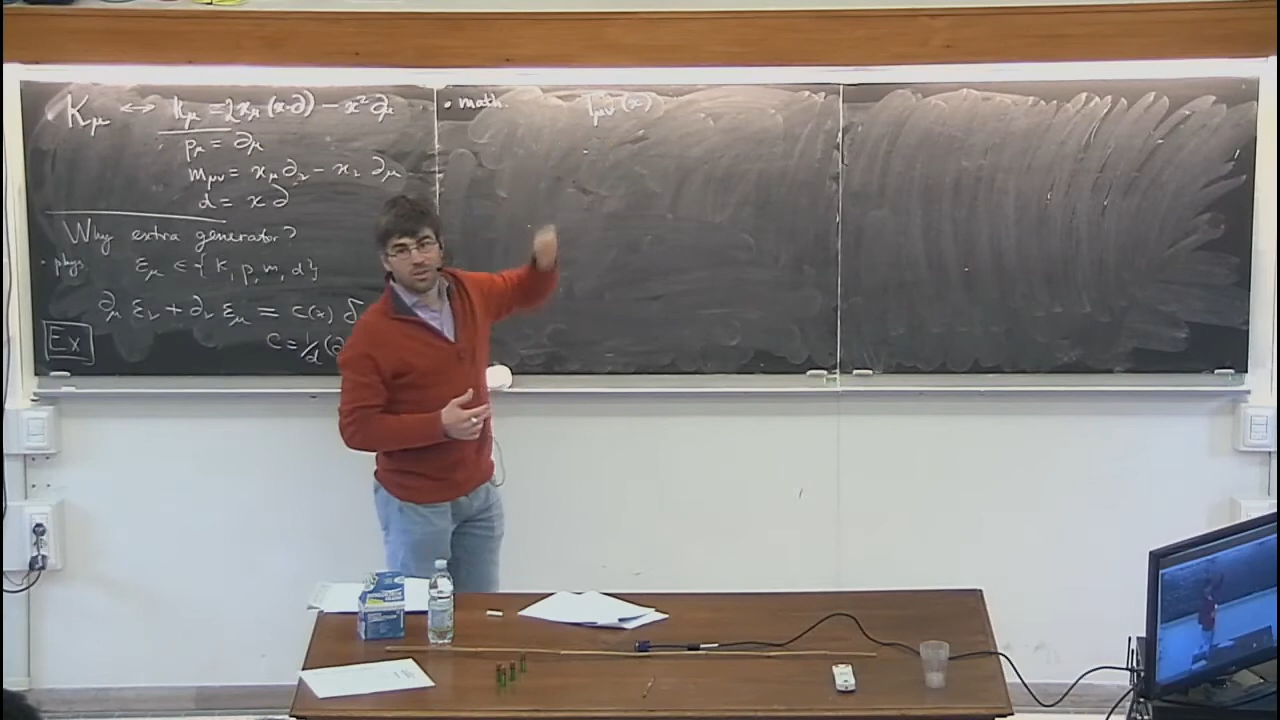 K_μ ↔ k_μ = 2x_μ(x·∂) − x²∂_μ
p_μ = ∂_μ
m_μν = x_μ ∂_ν − x_ν ∂_μ
d = x ∂
Why extra generator?
· phys. ε_μ ∈ {k, p, m, d}
∂_μ ε_ν + ∂_ν ε_μ = c(x) δ
Ex
c = 1/d (∂
· math.
T_μν(x)